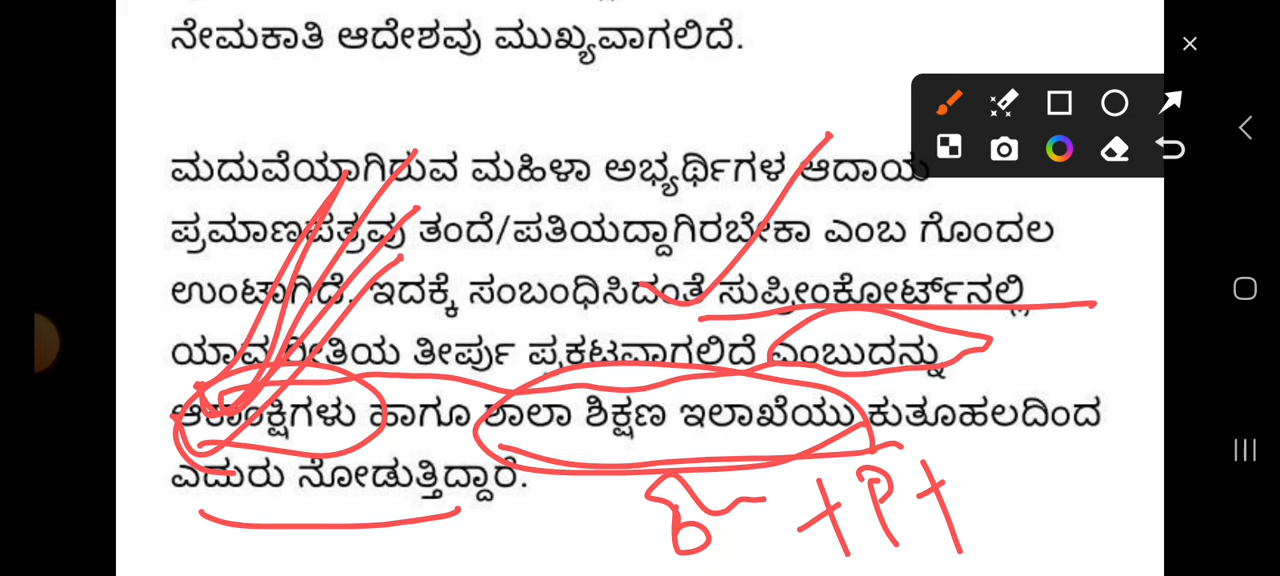 ನೇಮಕಾತಿ ಆದೇಶವು ಮುಖ್ಯವಾಗಲಿದೆ.
ಮದುವೆಯಾಗಿರುವ ಮಹಿಳಾ ಅಭ್ಯರ್ಥಿಗಳ ಆದಾಯ
ಪ್ರಮಾಣಪತ್ರವು ತಂದೆ/ಪತಿಯದ್ದಾಗಿರಬೇಕಾ ಎಂಬ ಗೊಂದಲ
ಉಂಟಾಗಿದೆ. ಇದಕ್ಕೆ ಸಂಬಂಧಿಸಿದಂತೆ ಸುಪ್ರೀಂಕೋರ್ಟ್‌ನಲ್ಲಿ
ಯಾವ ರೀತಿಯ ತೀರ್ಪು ಪ್ರಕಟವಾಗಲಿದೆ ಎಂಬುದನ್ನು
ಆಕಾಂಕ್ಷಿಗಳು ಹಾಗೂ ಶಾಲಾ ಶಿಕ್ಷಣ ಇಲಾಖೆಯು ಕುತೂಹಲದಿಂದ
ಎದುರು ನೋಡುತ್ತಿದ್ದಾರೆ.